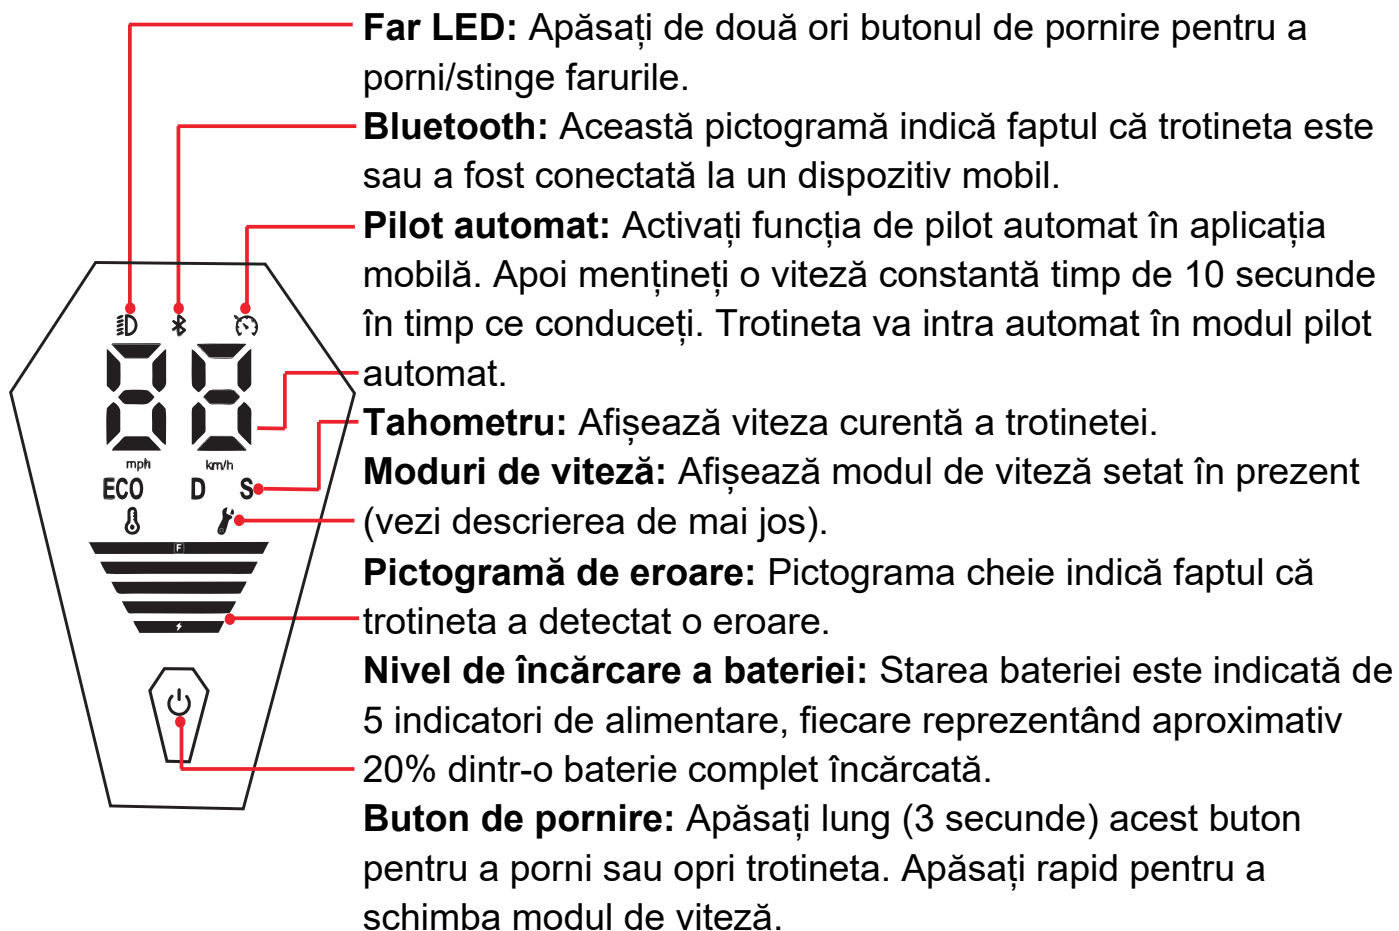 Far LED: Apăsați de două ori butonul de pornire pentru a
porni/stinge farurile.
Bluetooth: Această pictogramă indică faptul că trotineta este
sau a fost conectată la un dispozitiv mobil.
Pilot automat: Activați funcția de pilot automat în aplicația
mobilă. Apoi mențineți o viteză constantă timp de 10 secunde
în timp ce conduceți. Trotineta va intra automat în modul pilot
automat.
Tahometru: Afișează viteza curentă a trotinetei.
Moduri de viteză: Afișează modul de viteză setat în prezent
(vezi descrierea de mai jos).
Pictogramă de eroare: Pictograma cheie indică faptul că
trotineta a detectat o eroare.
Nivel de încărcare a bateriei: Starea bateriei este indicată de
5 indicatori de alimentare, fiecare reprezentând aproximativ
20% dintr-o baterie complet încărcată.
Buton de pornire: Apăsați lung (3 secunde) acest buton
pentru a porni sau opri trotineta. Apăsați rapid pentru a
schimba modul de viteză.
88
mph km/h
ECO D S
F